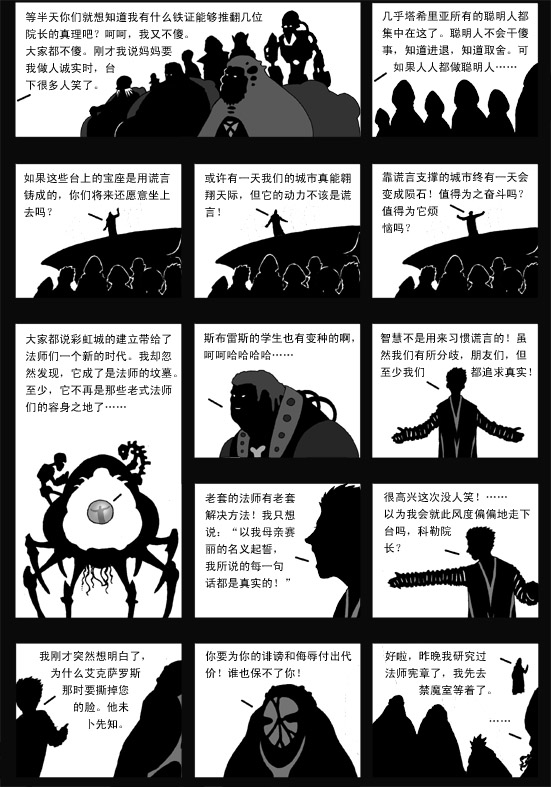 等半天你们就想知道我有什么铁证能够推翻几位
院长的真理吧？呵呵，我又不傻。
大家都不傻。刚才我说妈妈要
我做人诚实时，台
下很多人笑了。
几乎塔希里亚所有的聪明人都
集中在这了。聪明人不会干傻
事，知道进退，知道取舍。可
如果人人都做聪明人……
如果这些台上的宝座是用谎言
铸成的，你们将来还愿意坐上
去吗？
或许有一天我们的城市真能翱
翔天际，但它的动力不该是谎
言！
靠谎言支撑的城市终有一天会
变成陨石！值得为之奋斗吗？
值得为它烦
恼吗？
大家都说彩虹城的建立带给了
法师们一个新的时代。我却忽
然发现，它成了是法师的坟墓。
至少，它不再是那些老式法师
们的容身之地了……
斯布雷斯的学生也有变种的啊，
呵呵哈哈哈哈……
智慧不是用来习惯谎言的！虽
然我们有所分歧，朋友们，但
至少我们
都追求真实！
老套的法师有老套
解决方法！我只想
说：“以我母亲赛
丽的名义起誓，
我所说的每一句
话都是真实的！”
很高兴这次没人笑！……
以为我会就此风度偏偏地走下
台吗，科勒院
长？
我刚才突然想明白了，
为什么艾克萨罗斯
那时要撕掉您
的脸。他未
卜先知。
你要为你的诽谤和侮辱付出代
价！谁也保不了你！
好啦，昨晚我研究过
法师宪章了，我先去
禁魔室等着了。
……